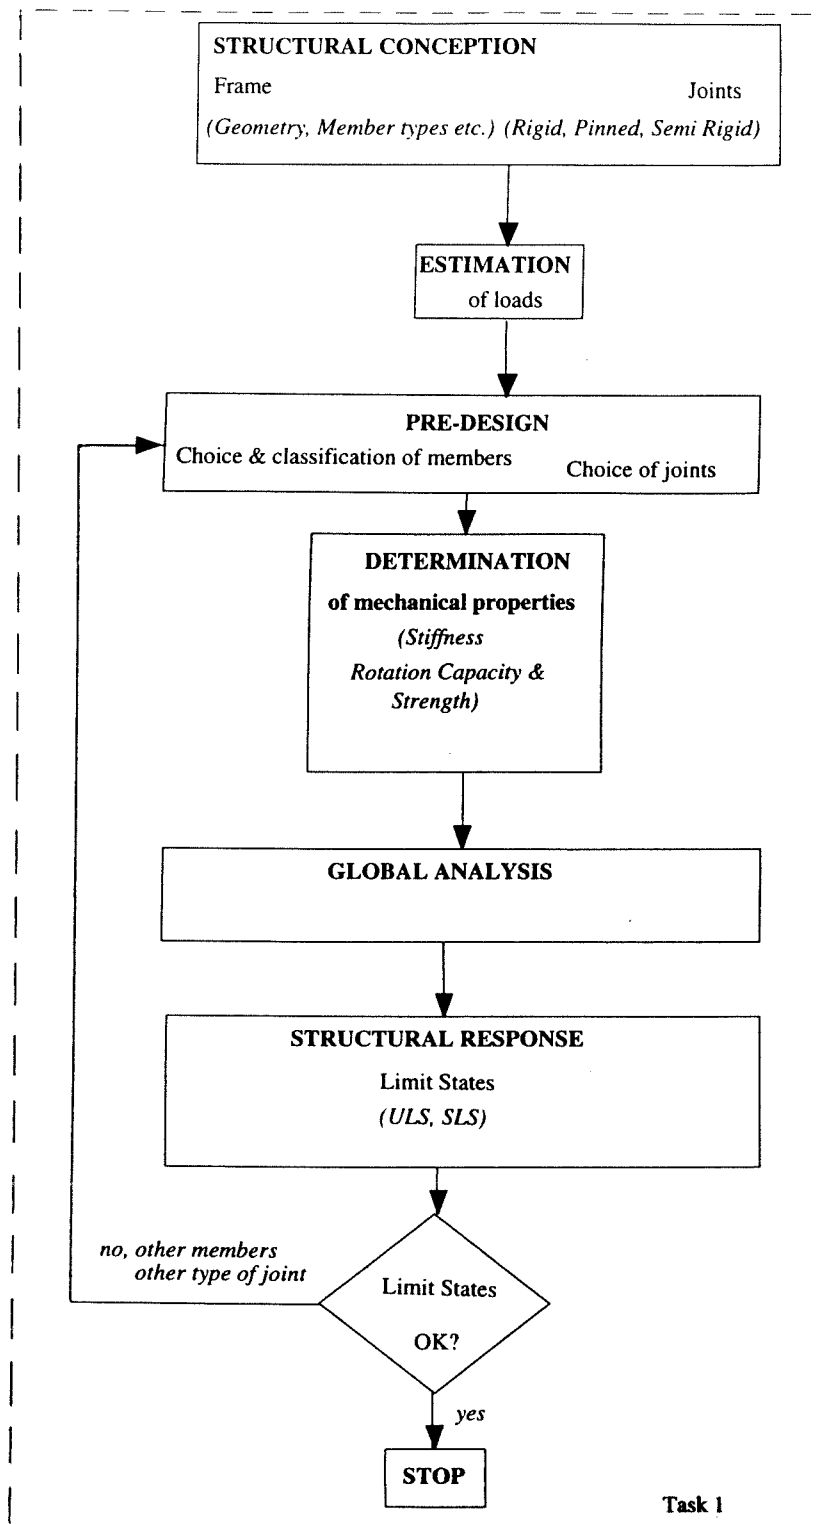 STRUCTURAL CONCEPTION
Frame
Joints
(Geometry, Member types etc.) (Rigid, Pinned, Semi Rigid)
ESTIMATION
of loads
PRE-DESIGN
Choice & classification of members
Choice of joints
DETERMINATION
of mechanical properties
(Stiffness
Rotation Capacity &
Strength)
GLOBAL ANALYSIS
STRUCTURAL RESPONSE
Limit States
(ULS, SLS)
no, other members
other type of joint
Limit States
OK?
yes
STOP
Task 1